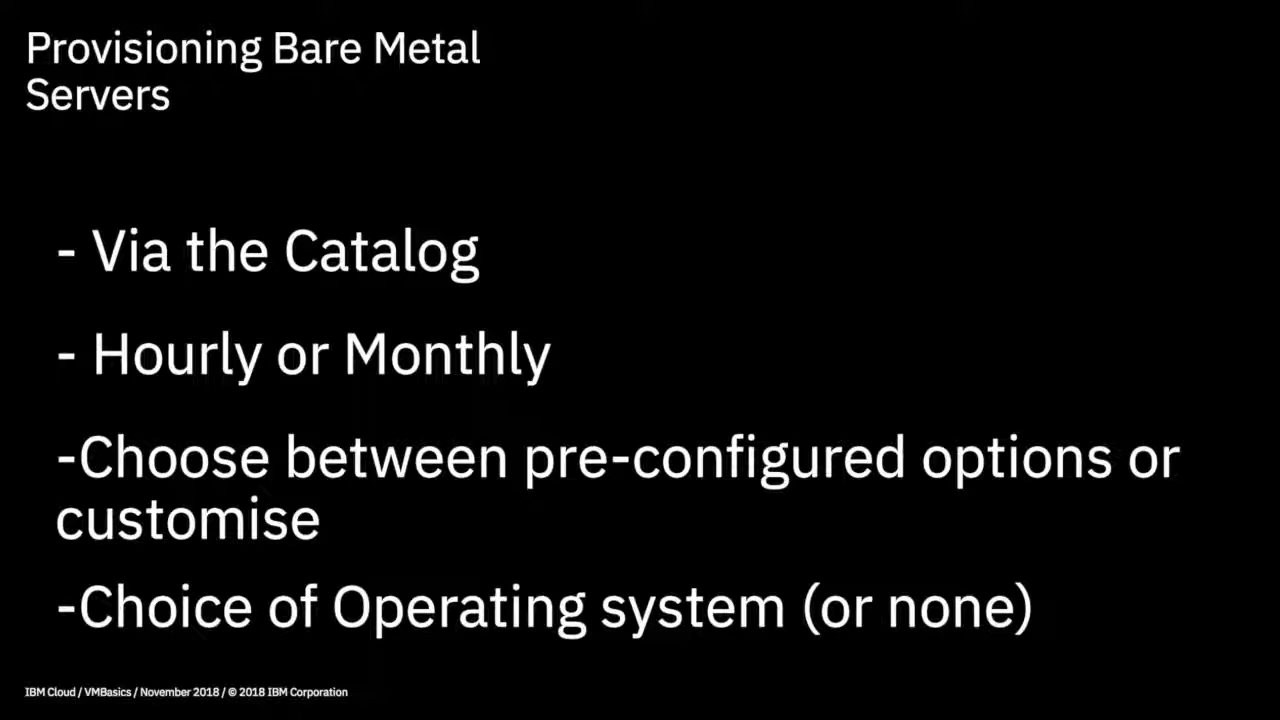 Provisioning Bare Metal
Servers
- Via the Catalog
- Hourly or Monthly
-Choose between pre-configured options or
customise
-Choice of Operating system (or none)
IBM Cloud / VMBasics / November 2018 / © 2018 IBM Corporation